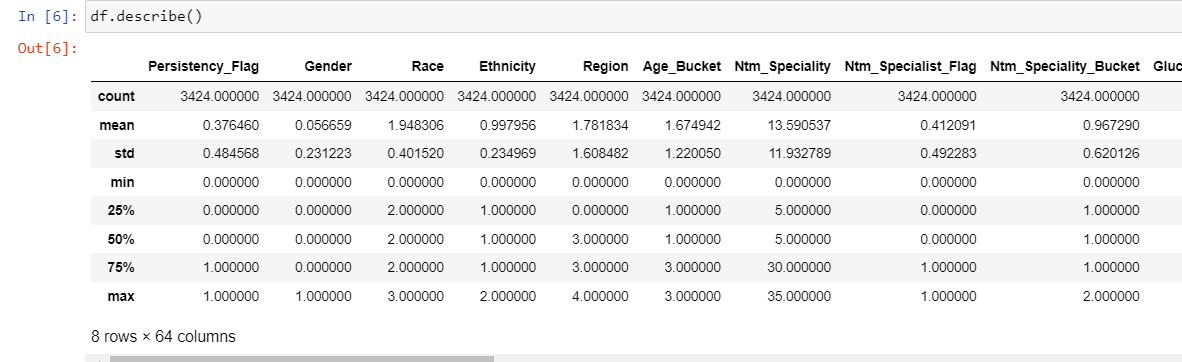 In [6]: df.describe()
Out[6]:
Persistency_Flag Gender Race Ethnicity Region Age_Bucket Ntm_Speciality Ntm_Specialist_Flag Ntm_Speciality_Bucket Gluc
count 3424.000000 3424.000000 3424.000000 3424.000000 3424.000000 3424.000000 3424.000000 3424.000000 3424.000000
mean 0.376460 0.056659 1.948306 0.997956 1.781834 1.674942 13.590537 0.412091 0.967290
std 0.484568 0.231223 0.401520 0.234969 1.608482 1.220050 11.932789 0.492283 0.620126
min 0.000000 0.000000 0.000000 0.000000 0.000000 0.000000 0.000000 0.000000 0.000000
25% 0.000000 0.000000 2.000000 1.000000 0.000000 1.000000 5.000000 0.000000 1.000000
50% 0.000000 0.000000 2.000000 1.000000 3.000000 1.000000 5.000000 0.000000 1.000000
75% 1.000000 0.000000 2.000000 1.000000 3.000000 3.000000 30.000000 1.000000 1.000000
max 1.000000 1.000000 3.000000 2.000000 4.000000 3.000000 35.000000 1.000000 2.000000
8 rows × 64 columns